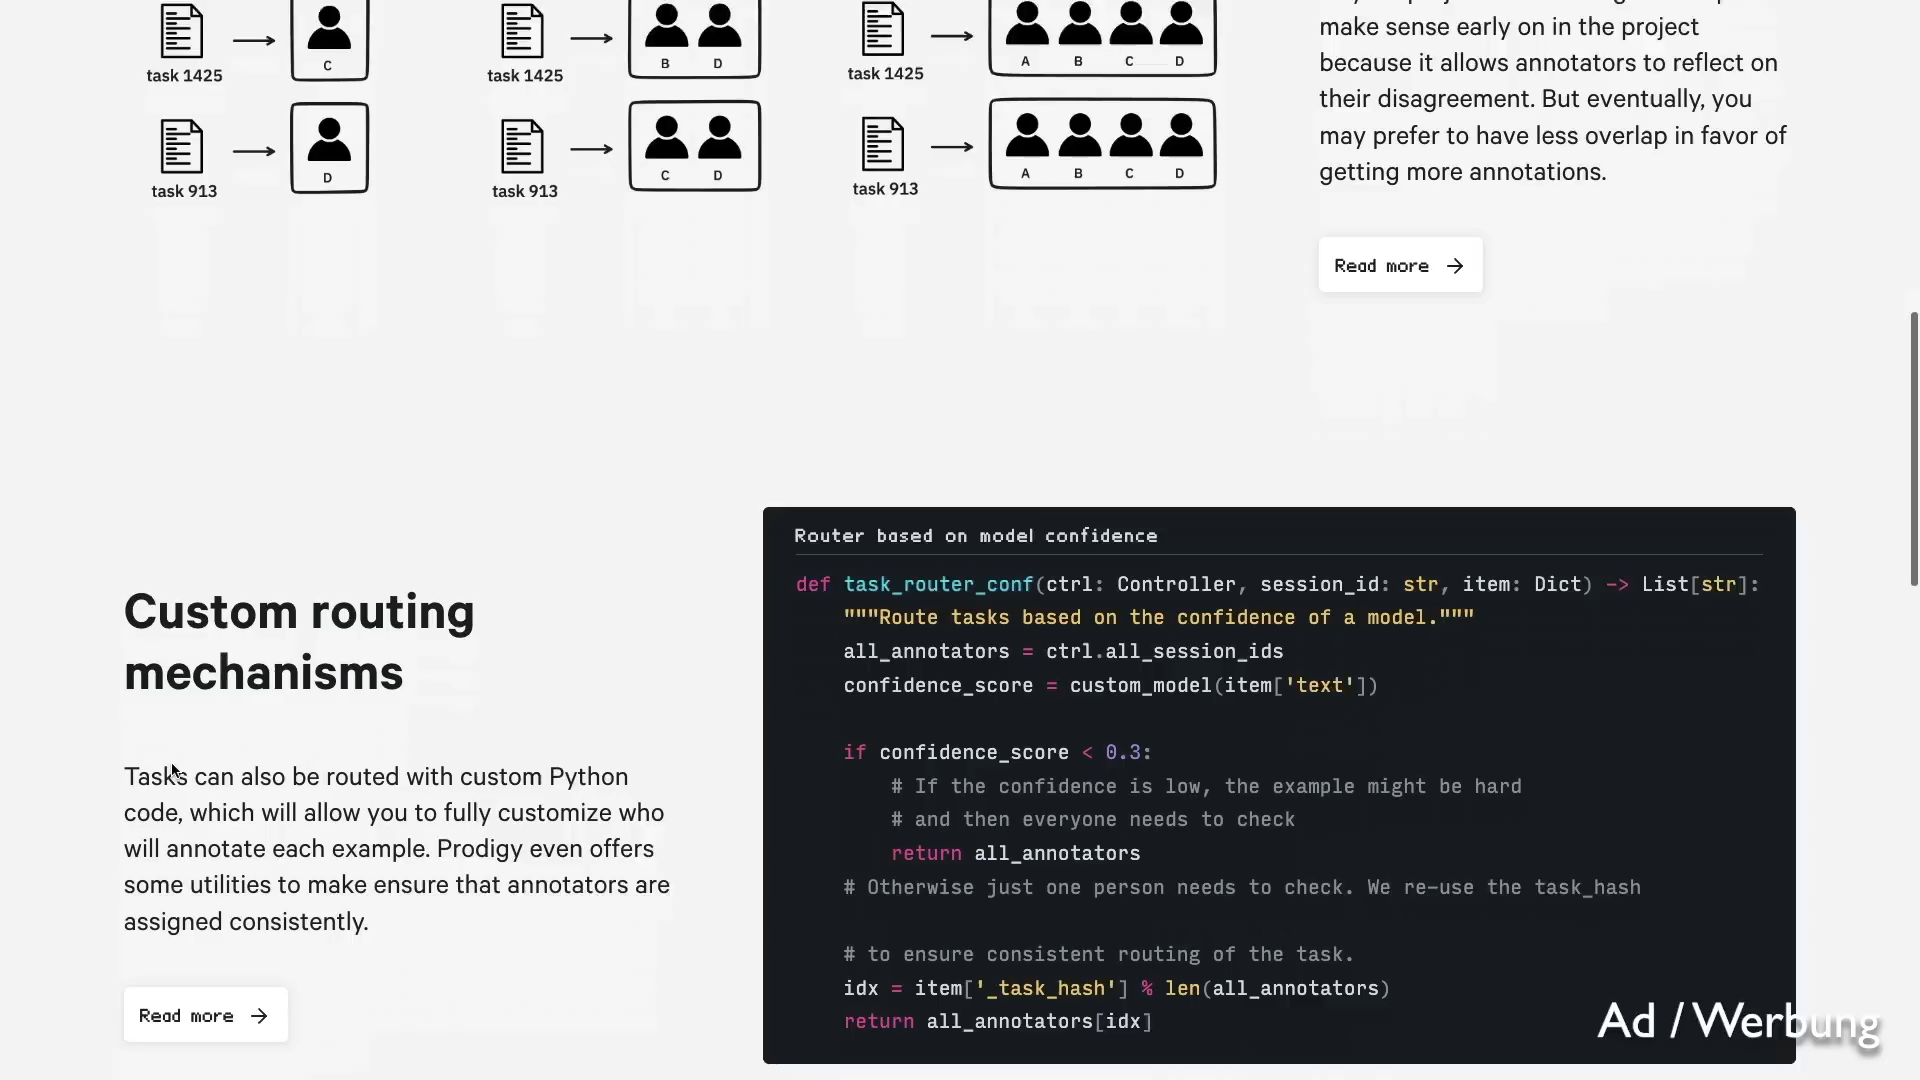 C
task 1425
B D
task 1425
A B C D
task 1425
D
task 913
C D
task 913
A B C D
task 913
make sense early on in the project
because it allows annotators to reflect on
their disagreement. But eventually, you
may prefer to have less overlap in favor of
getting more annotations.
Read more →
Custom routing
mechanisms
Tasks can also be routed with custom Python
code, which will allow you to fully customize who
will annotate each example. Prodigy even offers
some utilities to make ensure that annotators are
assigned consistently.
Read more →
Router based on model confidence
def task_router_conf(ctrl: Controller, session_id: str, item: Dict) -> List[str]:
"""Route tasks based on the confidence of a model."""
all_annotators = ctrl.all_session_ids
confidence_score = custom_model(item['text'])
if confidence_score < 0.3:
# If the confidence is low, the example might be hard
# and then everyone needs to check
return all_annotators
# Otherwise just one person needs to check. We re-use the task_hash
# to ensure consistent routing of the task.
idx = item['_task_hash'] % len(all_annotators)
return all_annotators[idx]
Ad / Werbung